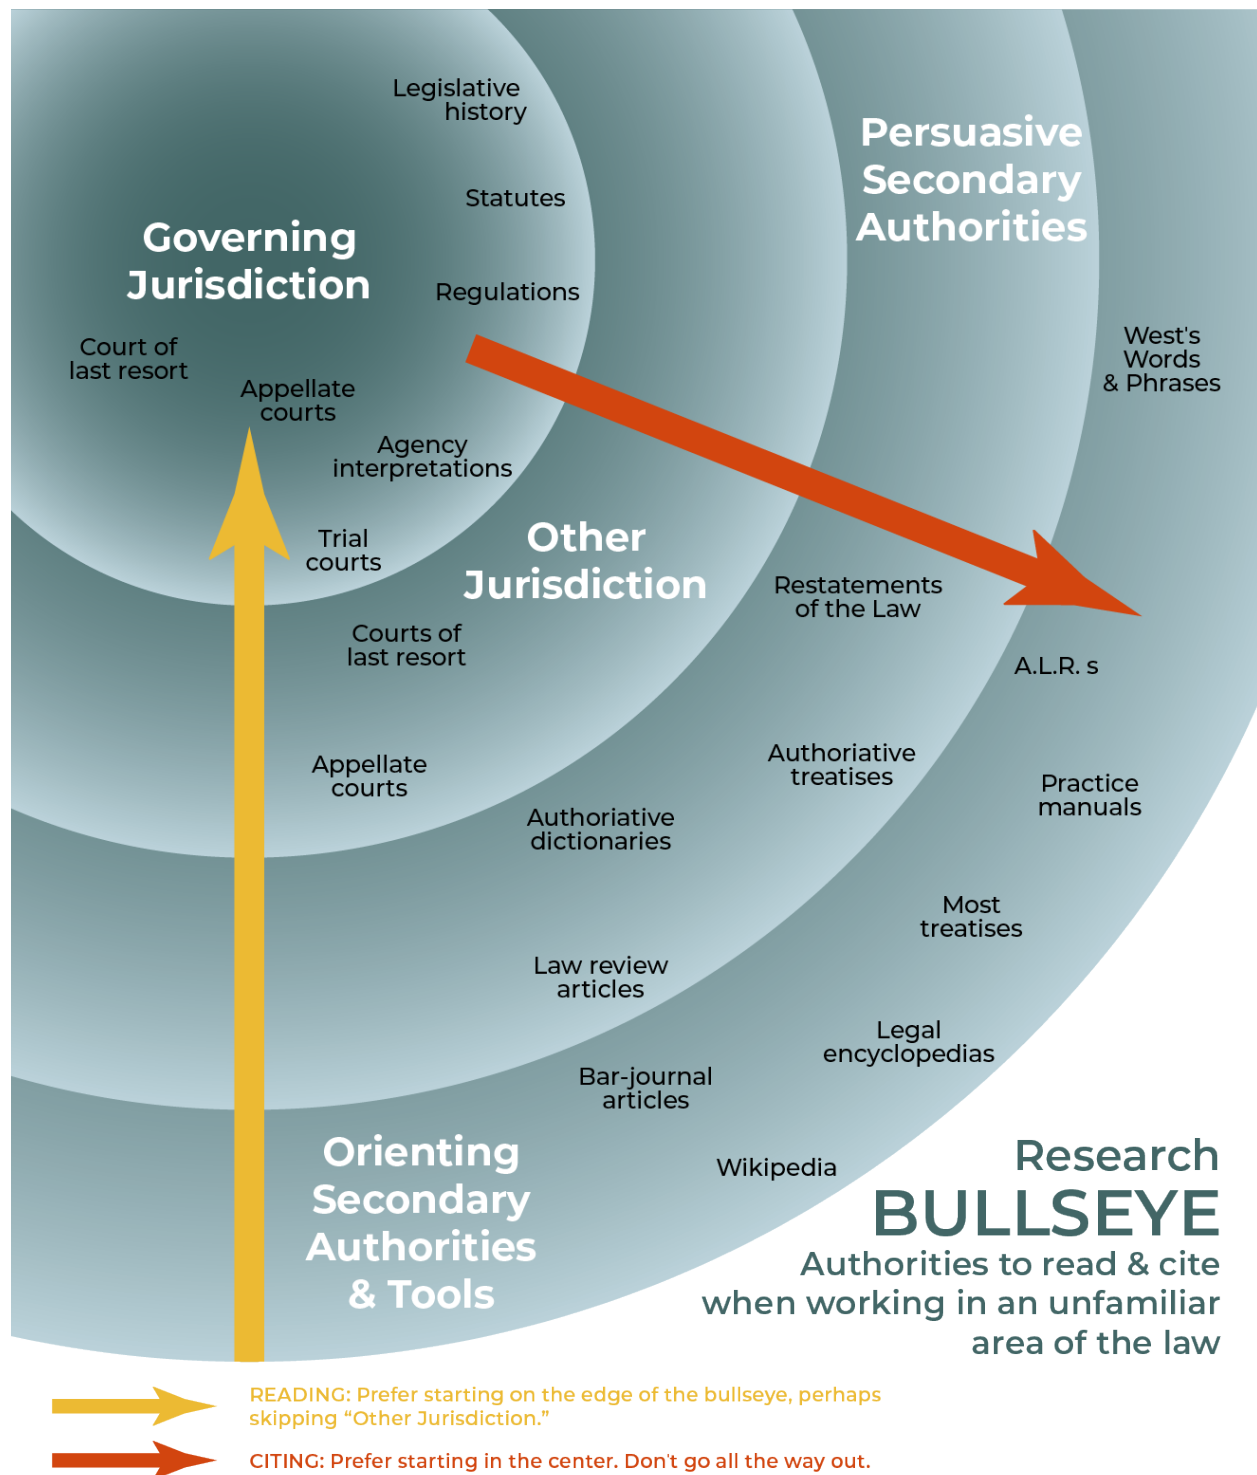 Legislative
history
Statutes
Governing
Jurisdiction
Regulations
Court of
last resort
Appellate
courts
Agency
interpretations
Trial
courts
Other
Jurisdiction
Courts of
last resort
Appellate
courts
Persuasive
Secondary
Authorities
Restatements
of the Law
Authoriative
treatises
Authoriative
dictionaries
Law review
articles
West's
Words
& Phrases
A.L.R. s
Practice
manuals
Most
treatises
Legal
encyclopedias
Bar-journal
articles
Wikipedia
Orienting
Secondary
Authorities
& Tools
Research
BULLSEYE
Authorities to read & cite
when working in an unfamiliar
area of the law
READING: Prefer starting on the edge of the bullseye, perhaps
skipping “Other Jurisdiction.”
CITING: Prefer starting in the center. Don't go all the way out.